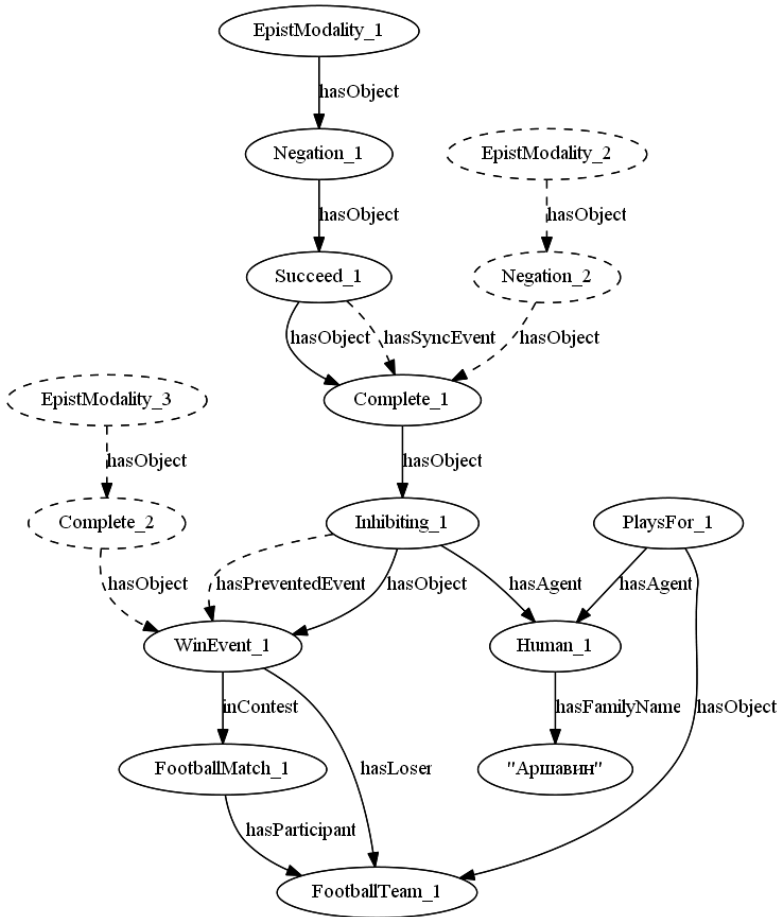 EpistModality_1
hasObject
Negation_1
EpistModality_2
hasObject
hasObject
Succeed_1
Negation_2
hasObject
hasSyncEvent
hasObject
EpistModality_3
Complete_1
hasObject
hasObject
Complete_2
Inhibiting_1
PlaysFor_1
hasObject
hasPreventedEvent
hasObject
hasAgent
hasAgent
WinEvent_1
Human_1
inContest
hasFamilyName
hasObject
FootballMatch_1
hasLoser
"Аршавин"
hasParticipant
FootballTeam_1